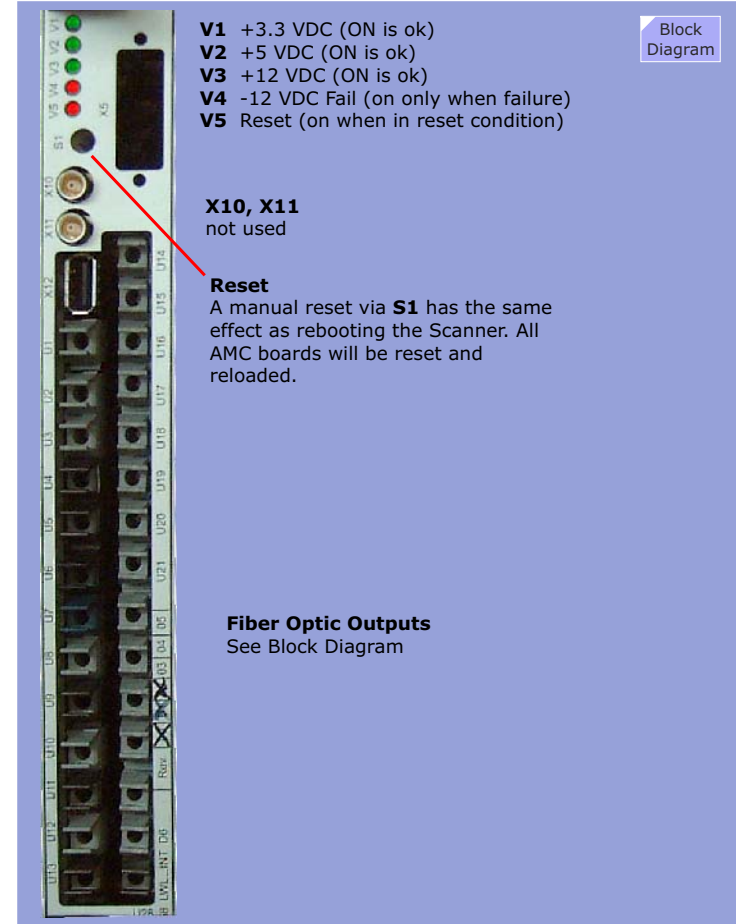 V1 +3.3 VDC (ON is ok)
V2 +5 VDC (ON is ok)
V3 +12 VDC (ON is ok)
V4 -12 VDC Fail (on only when failure)
V5 Reset (on when in reset condition)
Block
Diagram
X10, X11
not used
Reset
A manual reset via S1 has the same
effect as rebooting the Scanner. All
AMC boards will be reset and
reloaded.
Fiber Optic Outputs
See Block Diagram
V1
V2
V3
V4
V5
X5
S1
X10
X11
X12
U1
U2
U3
U4
U5
U6
U7
U8
U9
U10
U11
U12
U13
U14
U15
U16
U17
U18
U19
U20
U21
05
04
03
LWL_INT D6